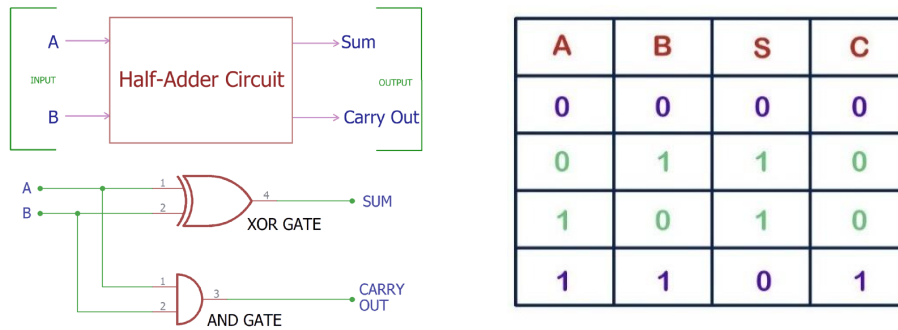 A
Sum
INPUT
Half-Adder Circuit
OUTPUT
B
Carry Out
A
1
4
SUM
B
2
XOR GATE
1
3
CARRY
OUT
2
AND GATE
A B S C
0 0 0 0
0 1 1 0
1 0 1 0
1 1 0 1